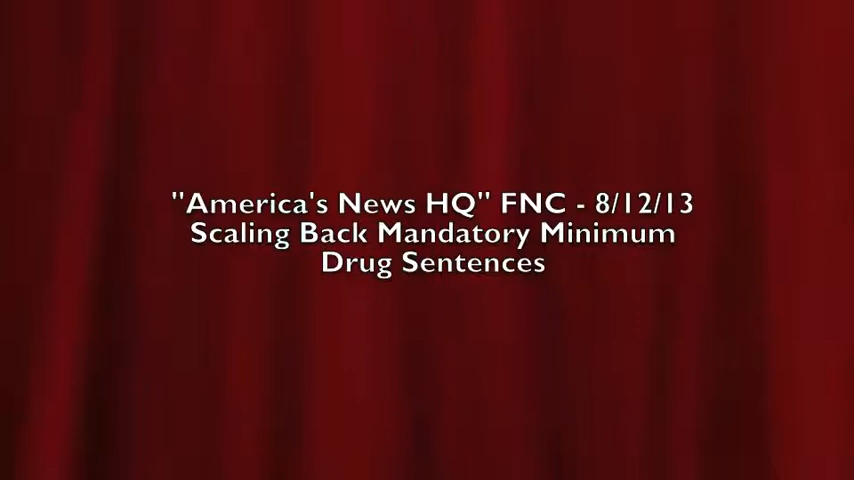 "America's News HQ" FNC - 8/12/13
Scaling Back Mandatory Minimum
Drug Sentences